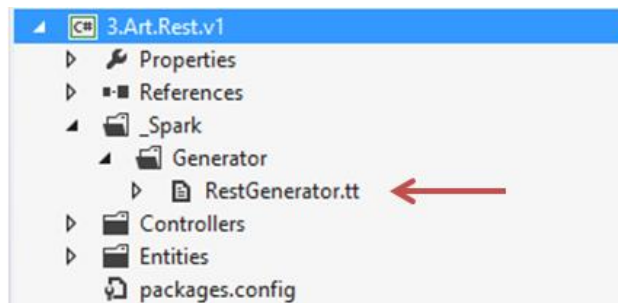 C# 3.Art.Rest.v1
Properties
References
_Spark
Generator
RestGenerator.tt
Controllers
Entities
packages.config